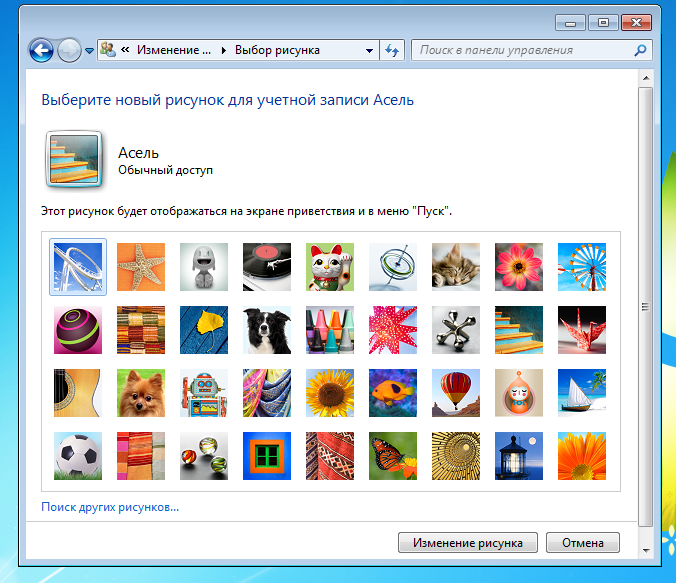 « Изменение ... Выбор рисунка Поиск в панели управления
Выберите новый рисунок для учетной записи Асель
Асель
Обычный доступ
Этот рисунок будет отображаться на экране приветствия и в меню "Пуск".
Поиск других рисунков...
Изменение рисунка Отмена